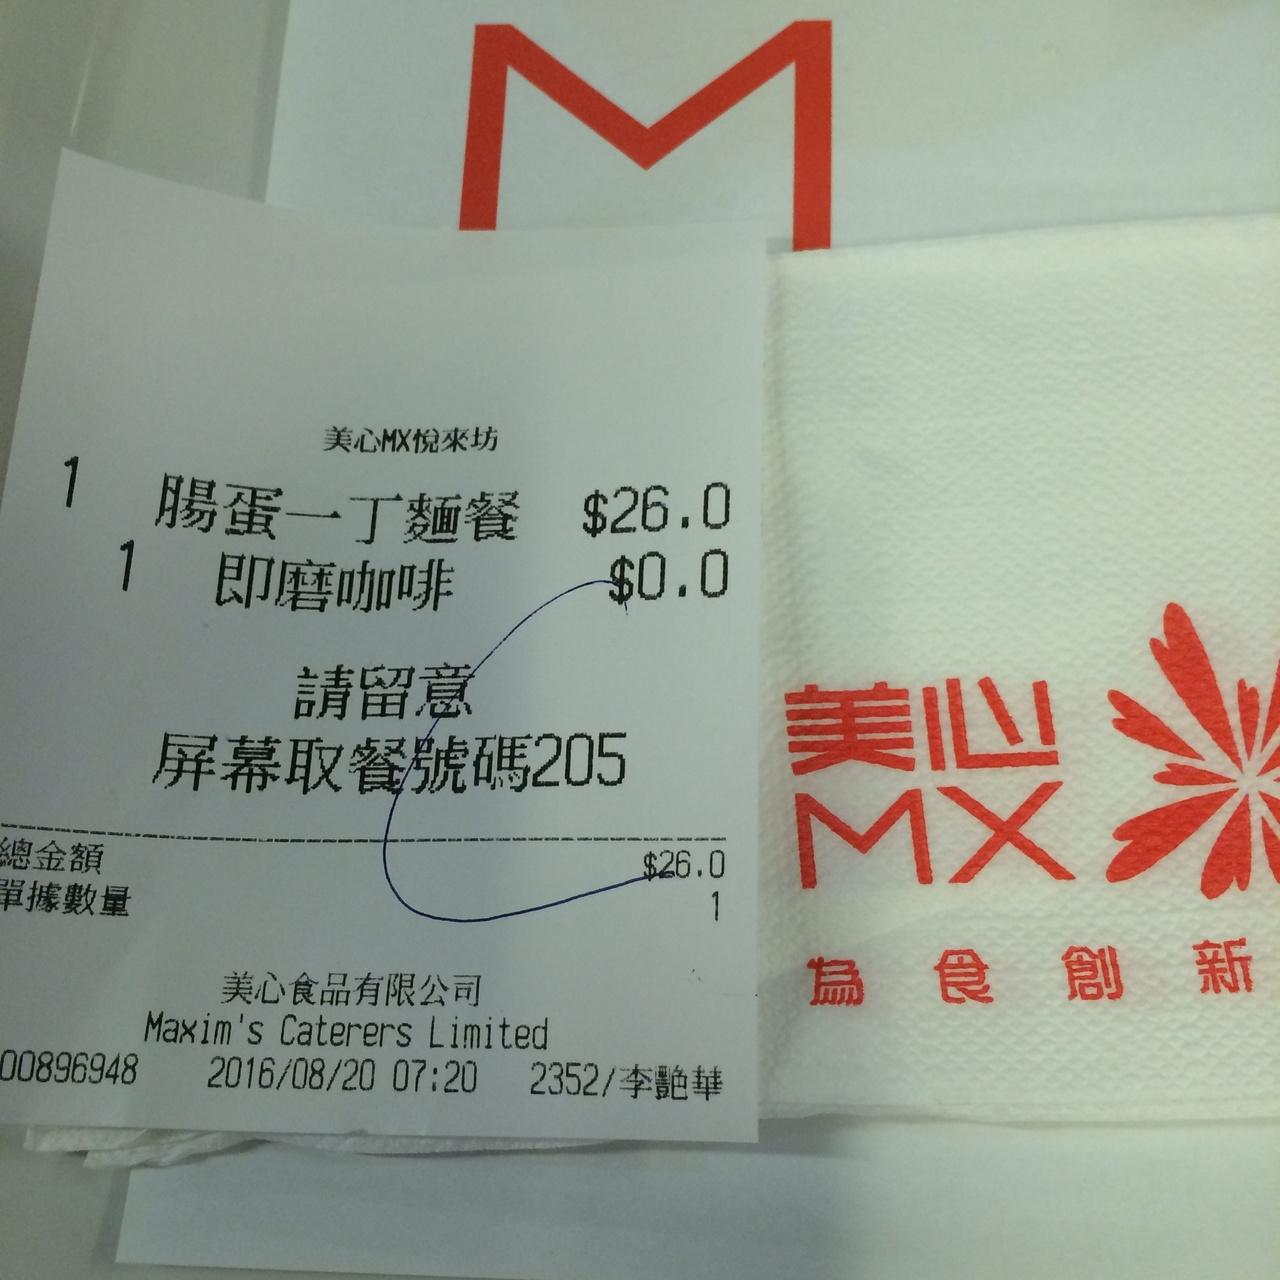 M
美心MX悅來坊
1 腸蛋一丁麵餐 $26.0
1 即磨咖啡 $0.0
請留意
屏幕取餐號碼205
總金額 $26.0
單據數量 1
美心食品有限公司
Maxim's Caterers Limited
00896948 2016/08/20 07:20 2352/李艷華
美心
MX
為食創新